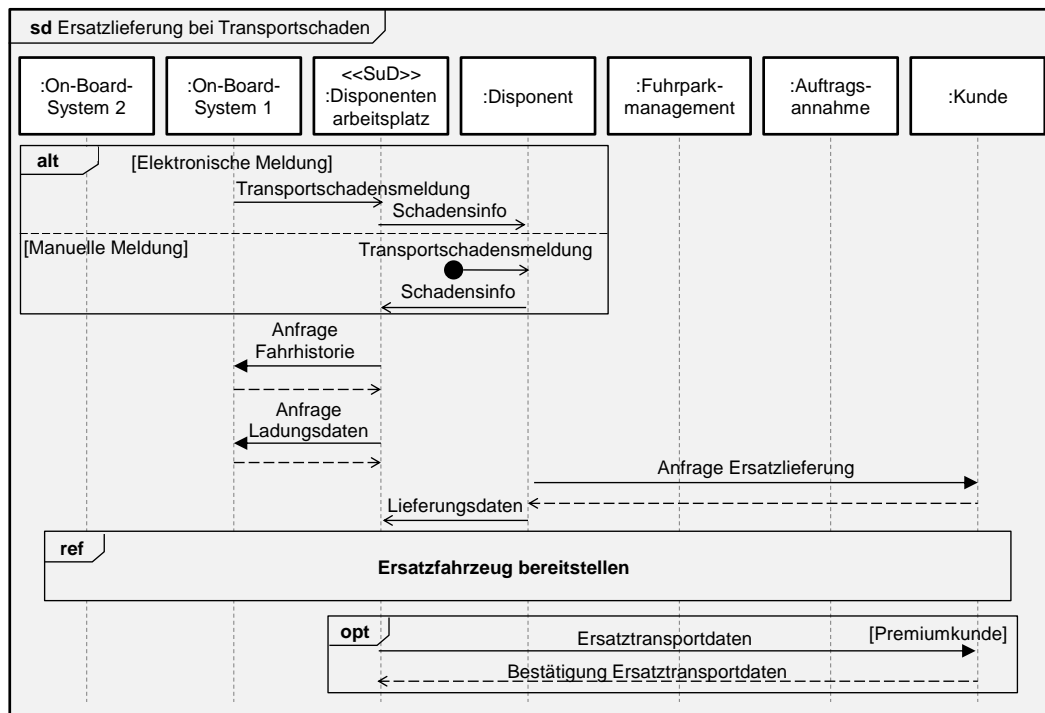 sd Ersatzlieferung bei Transportschaden
:On-Board-
System 2
:On-Board-
System 1
<<SuD>>
:Disponenten
arbeitsplatz
:Disponent
:Fuhrpark-
management
:Auftrags-
annahme
:Kunde
alt
[Elektronische Meldung]
Transportschadensmeldung
Schadensinfo
[Manuelle Meldung]
Transportschadensmeldung
Schadensinfo
Anfrage
Fahrhistorie
Anfrage
Ladungsdaten
Anfrage Ersatzlieferung
Lieferungsdaten
ref
Ersatzfahrzeug bereitstellen
opt
Ersatztransportdaten
[Premiumkunde]
Bestätigung Ersatztransportdaten